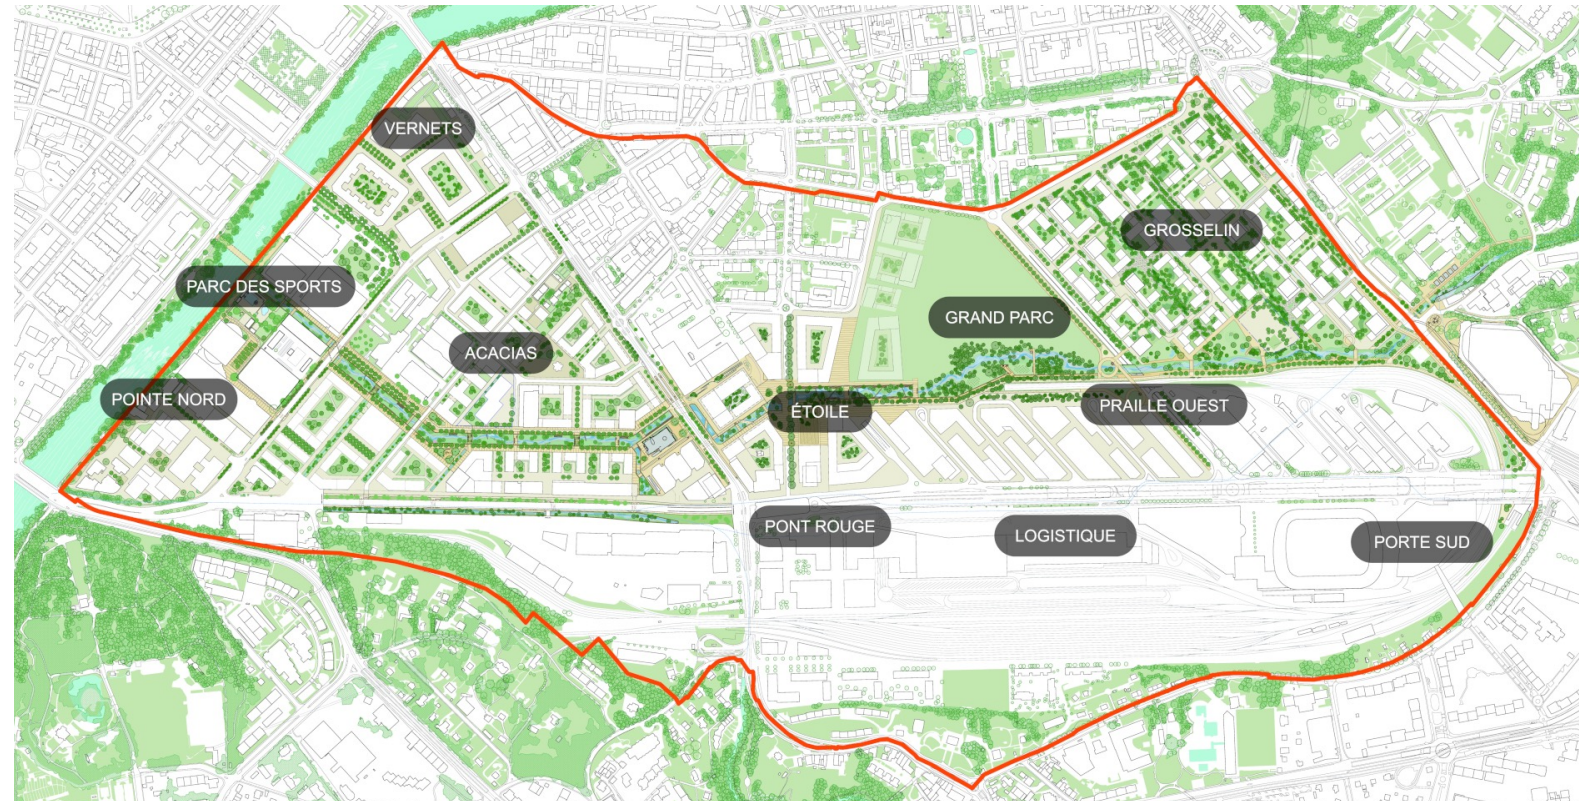 VERNETS
GROSSELIN
PARC DES SPORTS
GRAND PARC
ACACIAS
POINTE NORD
ÉTOILE
PRAILLE OUEST
PONT ROUGE
LOGISTIQUE
PORTE SUD